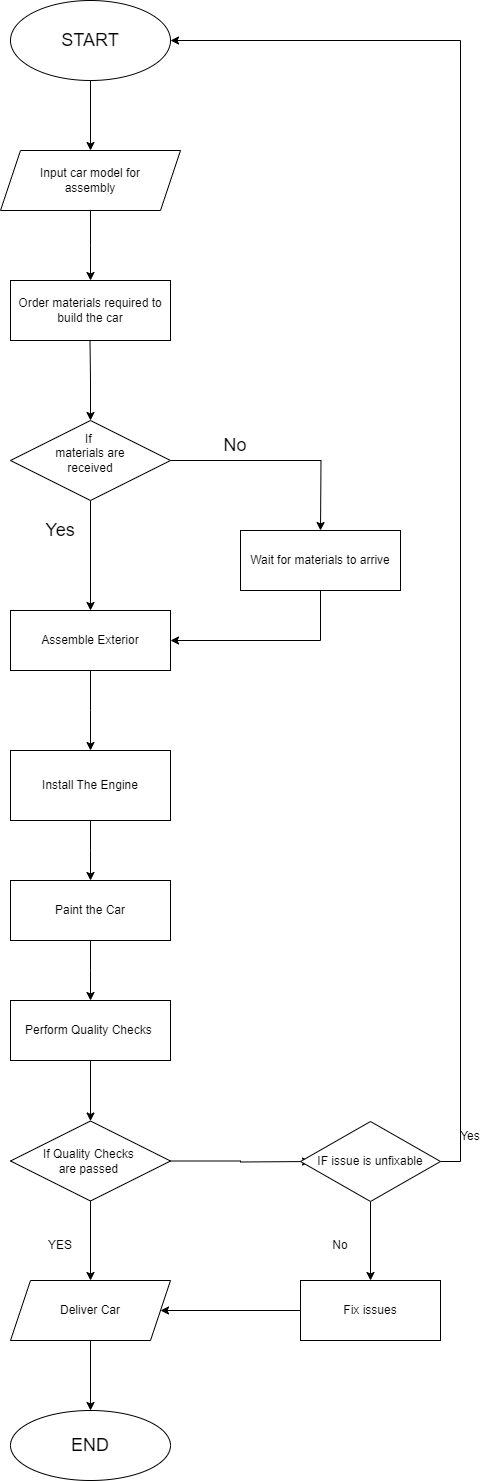 START
Input car model for
assembly
Order materials required to
build the car
If
materials are
received
No
Yes
Wait for materials to arrive
Assemble Exterior
Install The Engine
Paint the Car
Perform Quality Checks
If Quality Checks
are passed
IF issue is unfixable
Yes
YES
No
Deliver Car
Fix issues
END